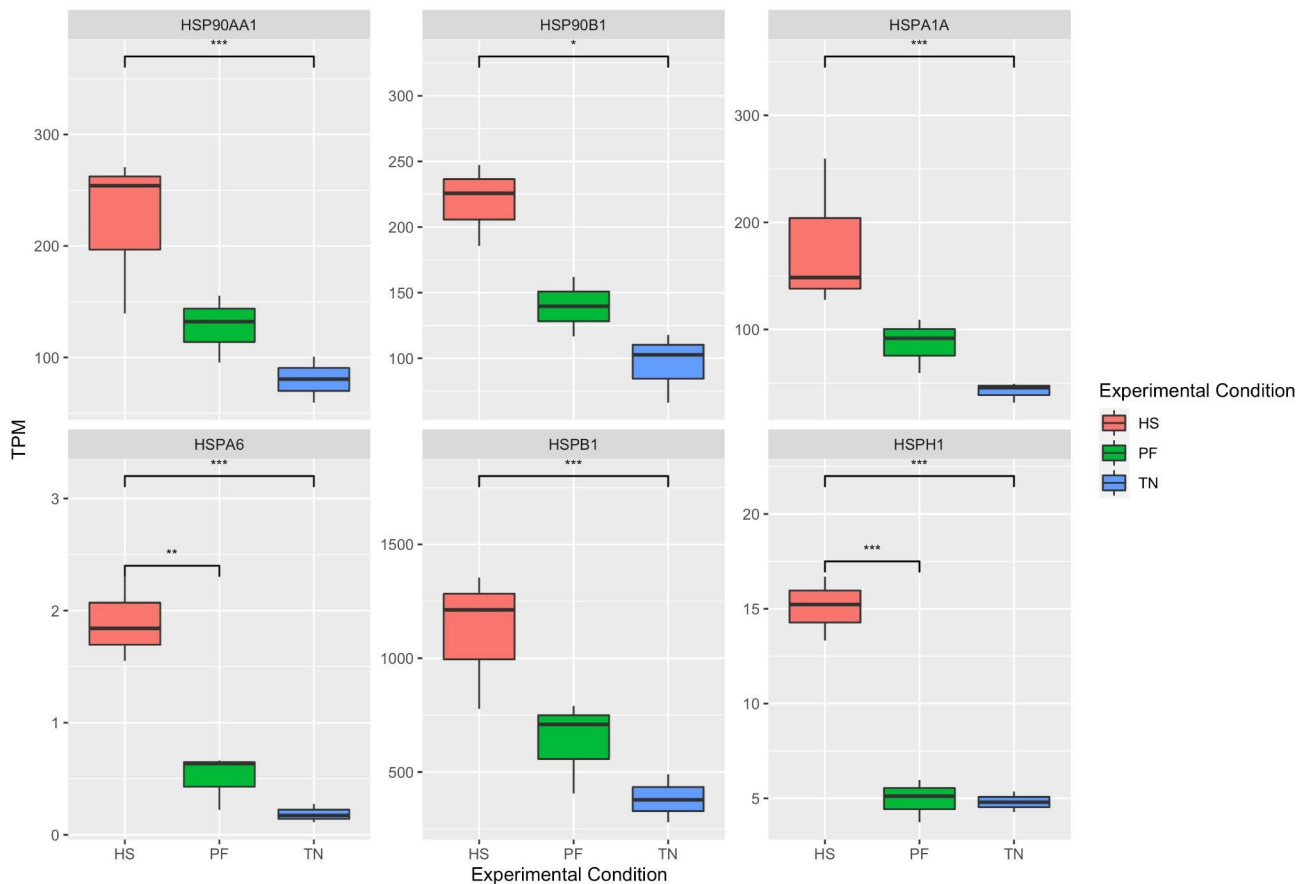 HSP90AA1
HSP90B1
HSPA1A
***
*
***
300
200
100
300
250
200
150
100
300
200
100
TPM
HSPA6
HSPB1
HSPH1
***
**
***
***
***
3
2
1
0
1500
1000
500
20
15
10
5
HS
PF
TN
HS
PF
TN
HS
PF
TN
Experimental Condition
Experimental Condition
HS
PF
TN